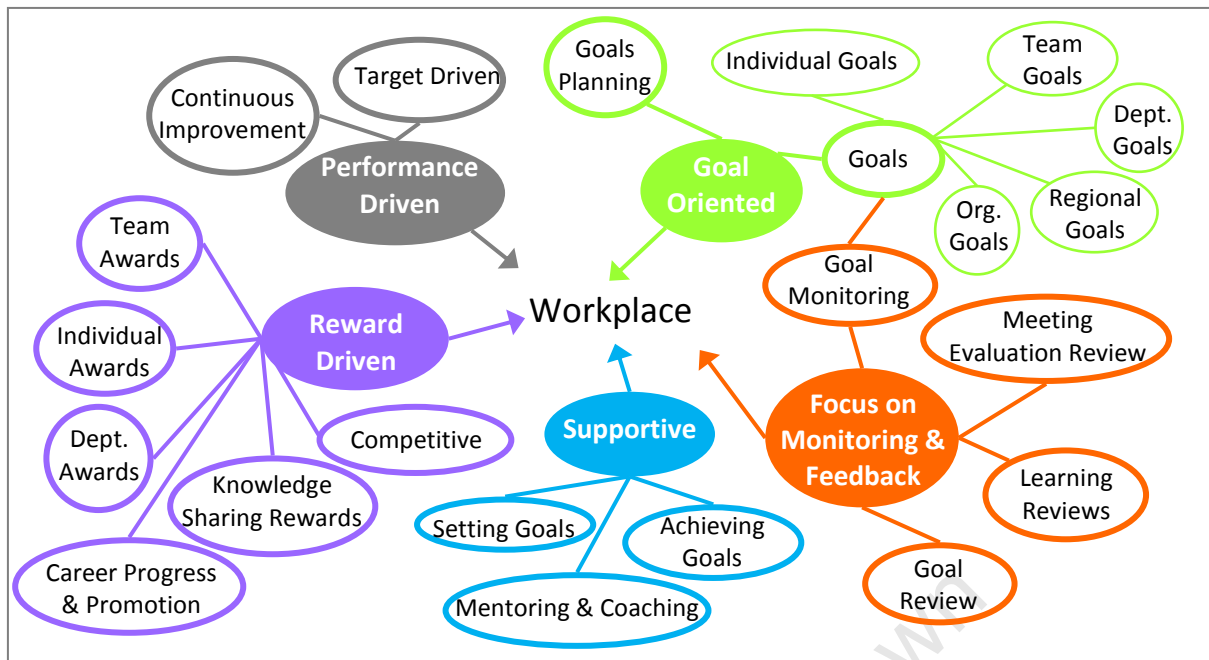 Target Driven
Continuous
Improvement
Performance
Driven
Goals
Planning
Individual Goals
Team
Goals
Dept.
Goals
Goals
Regional
Goals
Org.
Goals
Goal
Oriented
Team
Awards
Individual
Awards
Dept.
Awards
Career Progress
& Promotion
Knowledge
Sharing Rewards
Competitive
Reward
Driven
Workplace
Goal
Monitoring
Meeting
Evaluation Review
Focus on
Monitoring &
Feedback
Learning
Reviews
Goal
Review
Supportive
Setting Goals
Achieving
Goals
Mentoring & Coaching